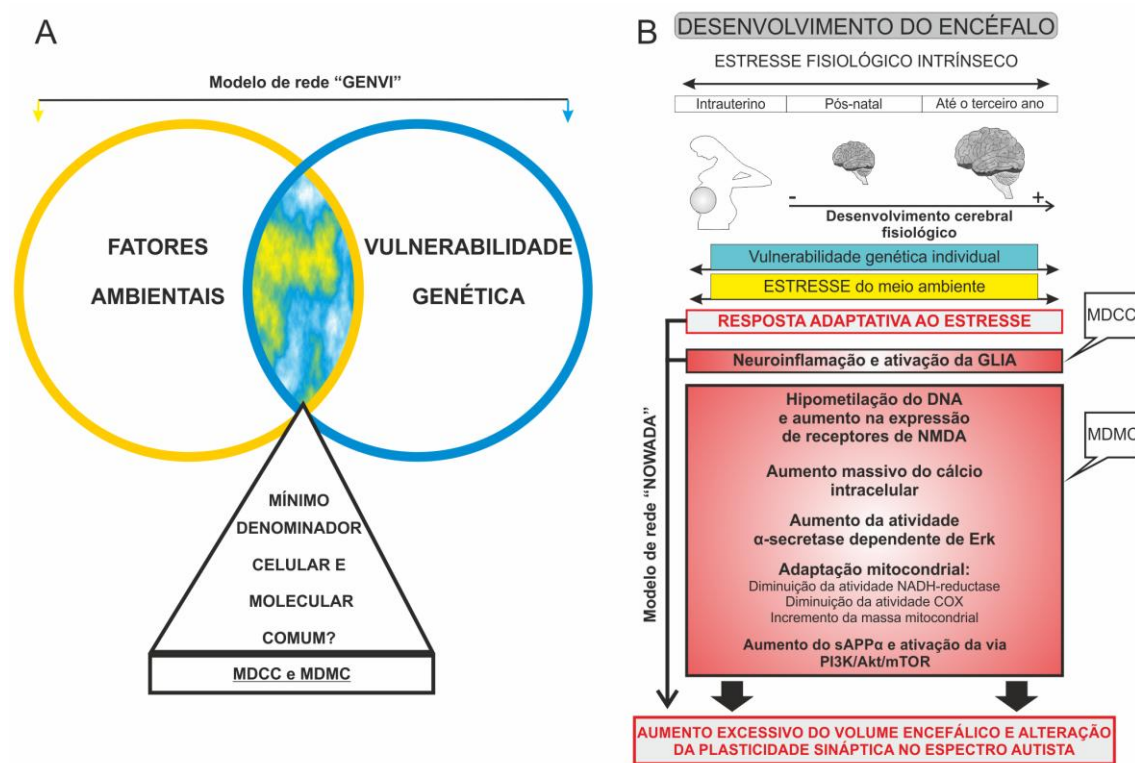 A
Modelo de rede “GENVI”
FATORES
AMBIENTAIS
VULNERABILIDADE
GENÉTICA
MÍNIMO
DENOMINADOR
CELULAR E
MOLECULAR
COMUM?
MDCC e MDMC
B
DESENVOLVIMENTO DO ENCÉFALO
ESTRESSE FISIOLÓGICO INTRÍNSECO
Intrauterino
Pós-natal
Até o terceiro ano
- +
Desenvolvimento cerebral
fisiológico
Vulnerabilidade genética individual
ESTRESSE do meio ambiente
RESPOSTA ADAPTATIVA AO ESTRESSE
MDCC
Neuroinflamação e ativação da GLIA
Modelo de rede “NOWADA”
Hipometilação do DNA
e aumento na expressão
de receptores de NMDA
MDMC
Aumento massivo do cálcio
intracelular
Aumento da atividade
α-secretase dependente de Erk
Adaptação mitocondrial:
Diminuição da atividade NADH-reductase
Diminuição da atividade COX
Incremento da massa mitocondrial
Aumento do sAPPα e ativação da via
PI3K/Akt/mTOR
AUMENTO EXCESSIVO DO VOLUME ENCEFÁLICO E ALTERAÇÃO
DA PLASTICIDADE SINÁPTICA NO ESPECTRO AUTISTA